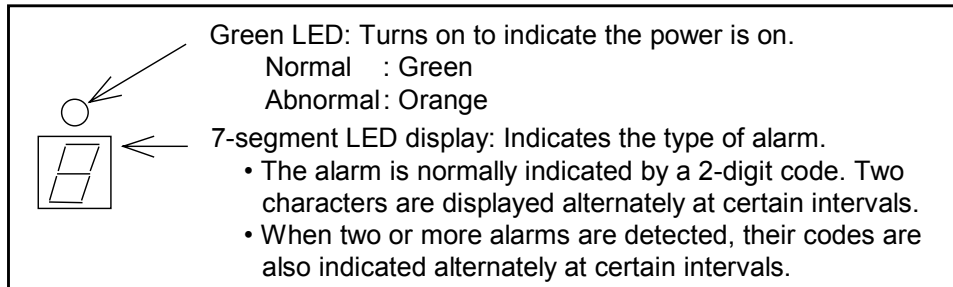 Green LED: Turns on to indicate the power is on.
Normal : Green
Abnormal : Orange
7-segment LED display: Indicates the type of alarm.
• The alarm is normally indicated by a 2-digit code. Two
characters are displayed alternately at certain intervals.
• When two or more alarms are detected, their codes are
also indicated alternately at certain intervals.